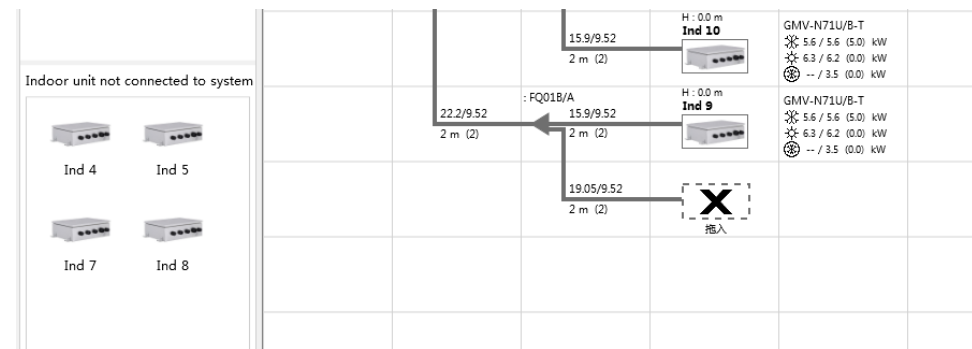 Indoor unit not connected to system
Ind 4
Ind 5
Ind 7
Ind 8
15.9/9.52
2 m (2)
H : 0.0 m
Ind 10
GMV-N71U/B-T
5.6 / 5.6 (5.0) kW
6.3 / 6.2 (0.0) kW
-- / 3.5 (0.0) kW
22.2/9.52
2 m (2)
: FQ01B/A
15.9/9.52
2 m (2)
H : 0.0 m
Ind 9
GMV-N71U/B-T
5.6 / 5.6 (5.0) kW
6.3 / 6.2 (0.0) kW
-- / 3.5 (0.0) kW
19.05/9.52
2 m (2)
拖入